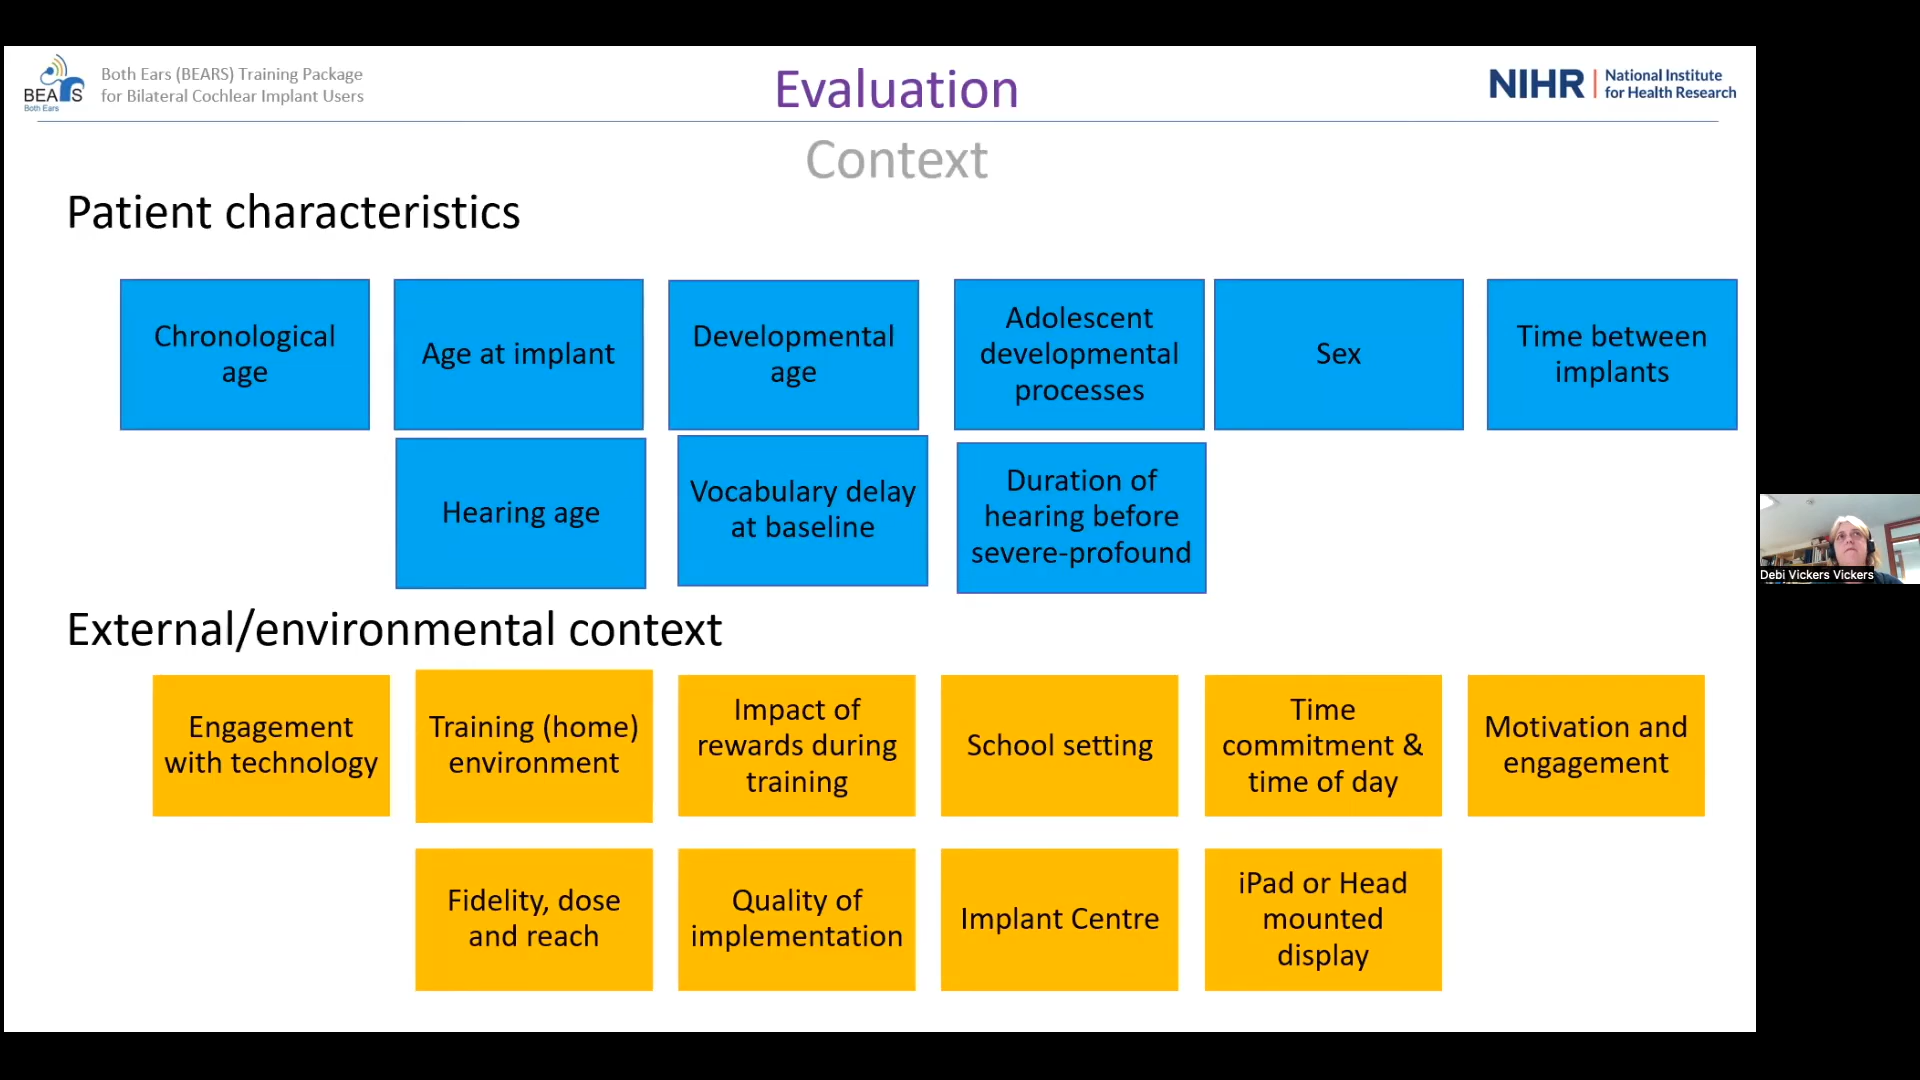 BEARS
Both Ears
Both Ears (BEARS) Training Package
for Bilateral Cochlear Implant Users
Evaluation
NIHR
National Institute
for Health Research
Context
Patient characteristics
Chronological
age
Age at implant
Developmental
age
Adolescent
developmental
processes
Sex
Time between
implants
Hearing age
Vocabulary delay
at baseline
Duration of
hearing before
severe-profound
Debi Vickers Vickers
External/environmental context
Engagement
with technology
Training (home)
environment
Impact of
rewards during
training
School setting
Time
commitment &
time of day
Motivation and
engagement
Fidelity, dose
and reach
Quality of
implementation
Implant Centre
iPad or Head
mounted
display